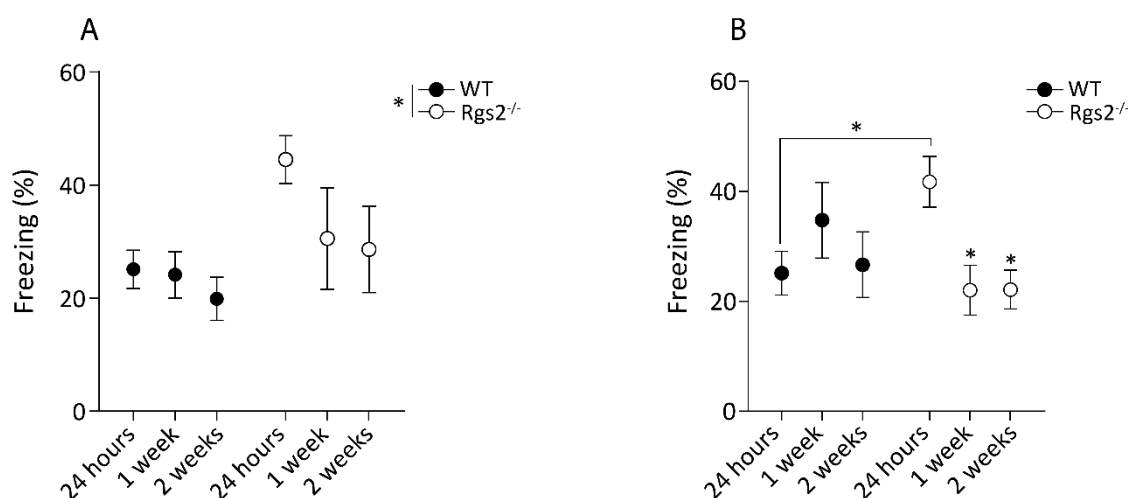 A
60
40
20
0
Freezing (%)
*
WT
Rgs2⁻/⁻
24 hours
1 week
2 weeks
24 hours
1 week
2 weeks
B
60
40
20
0
Freezing (%)
WT
Rgs2⁻/⁻
*
*
*
24 hours
1 week
2 weeks
24 hours
1 week
2 weeks